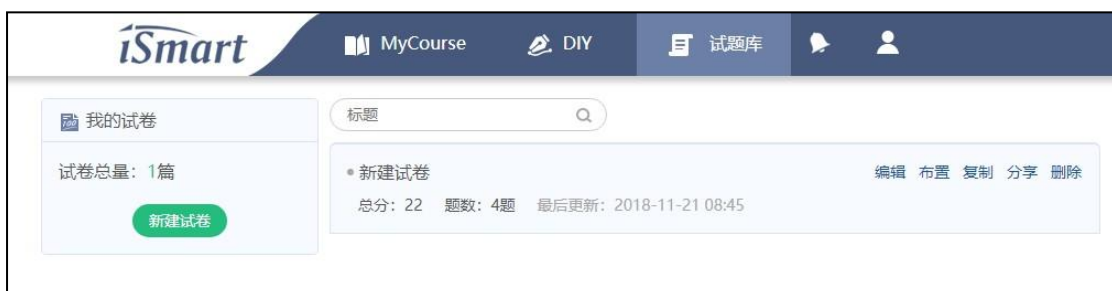 iSmart
MyCourse
DIY
试题库
我的试卷
试卷总量：1篇
新建试卷
标题
新建试卷
编辑 布置 复制 分享 删除
总分：22 题数：4题 最后更新：2018-11-21 08:45